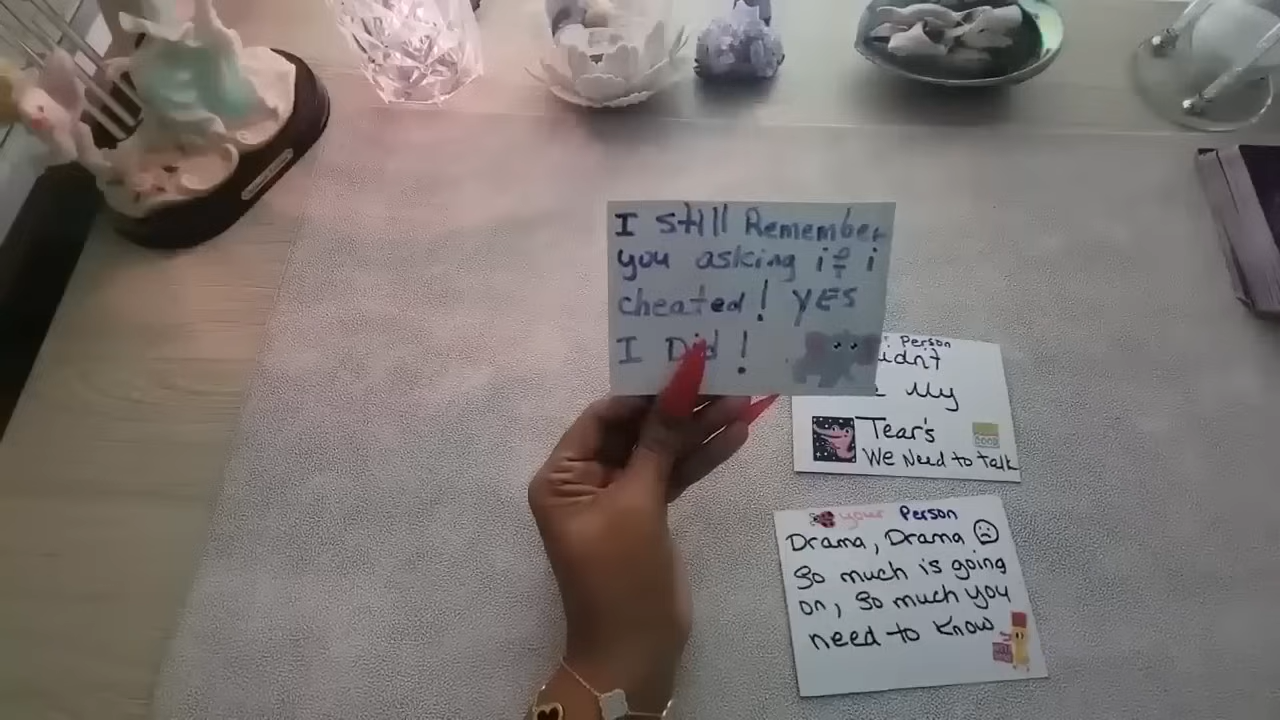 I still Remember
you asking if i
cheated! YES
I Did!
Person
idn't
My
Tear's
We Need to talk
your Person
Drama, Drama
So much is going
on, So much you
need to know